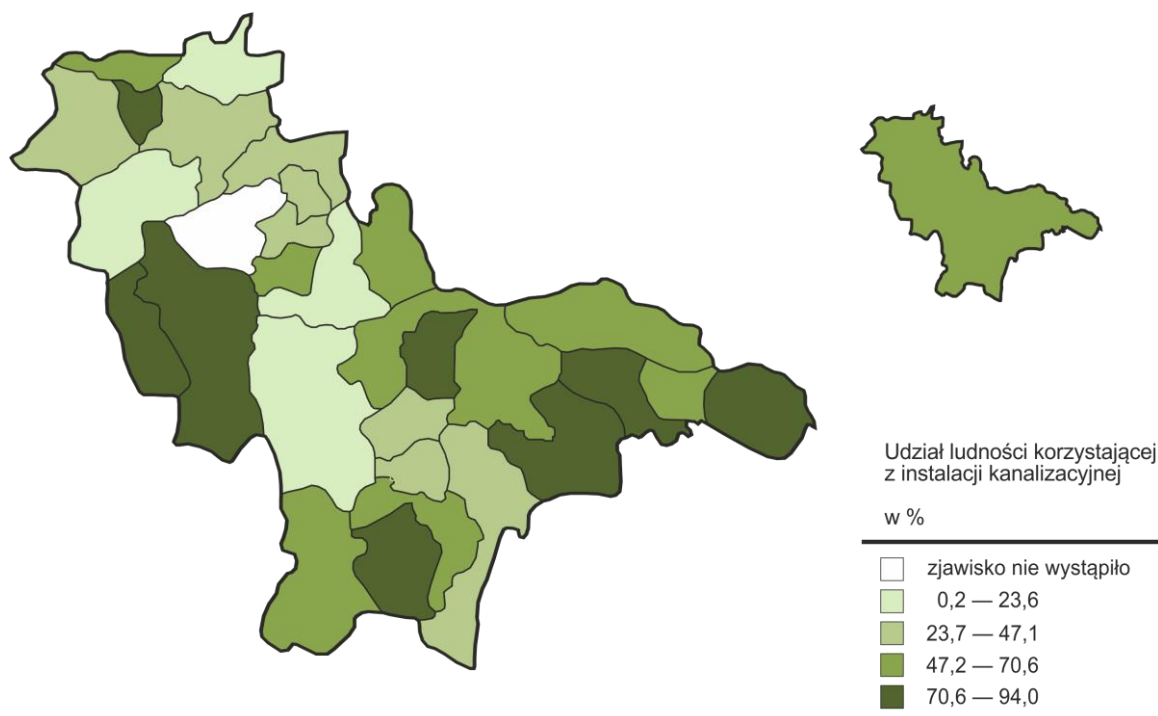 Udział ludności korzystającej
z instalacji kanalizacyjnej
w %
zjawisko nie wystąpiło
0,2 — 23,6
23,7 — 47,1
47,2 — 70,6
70,6 — 94,0